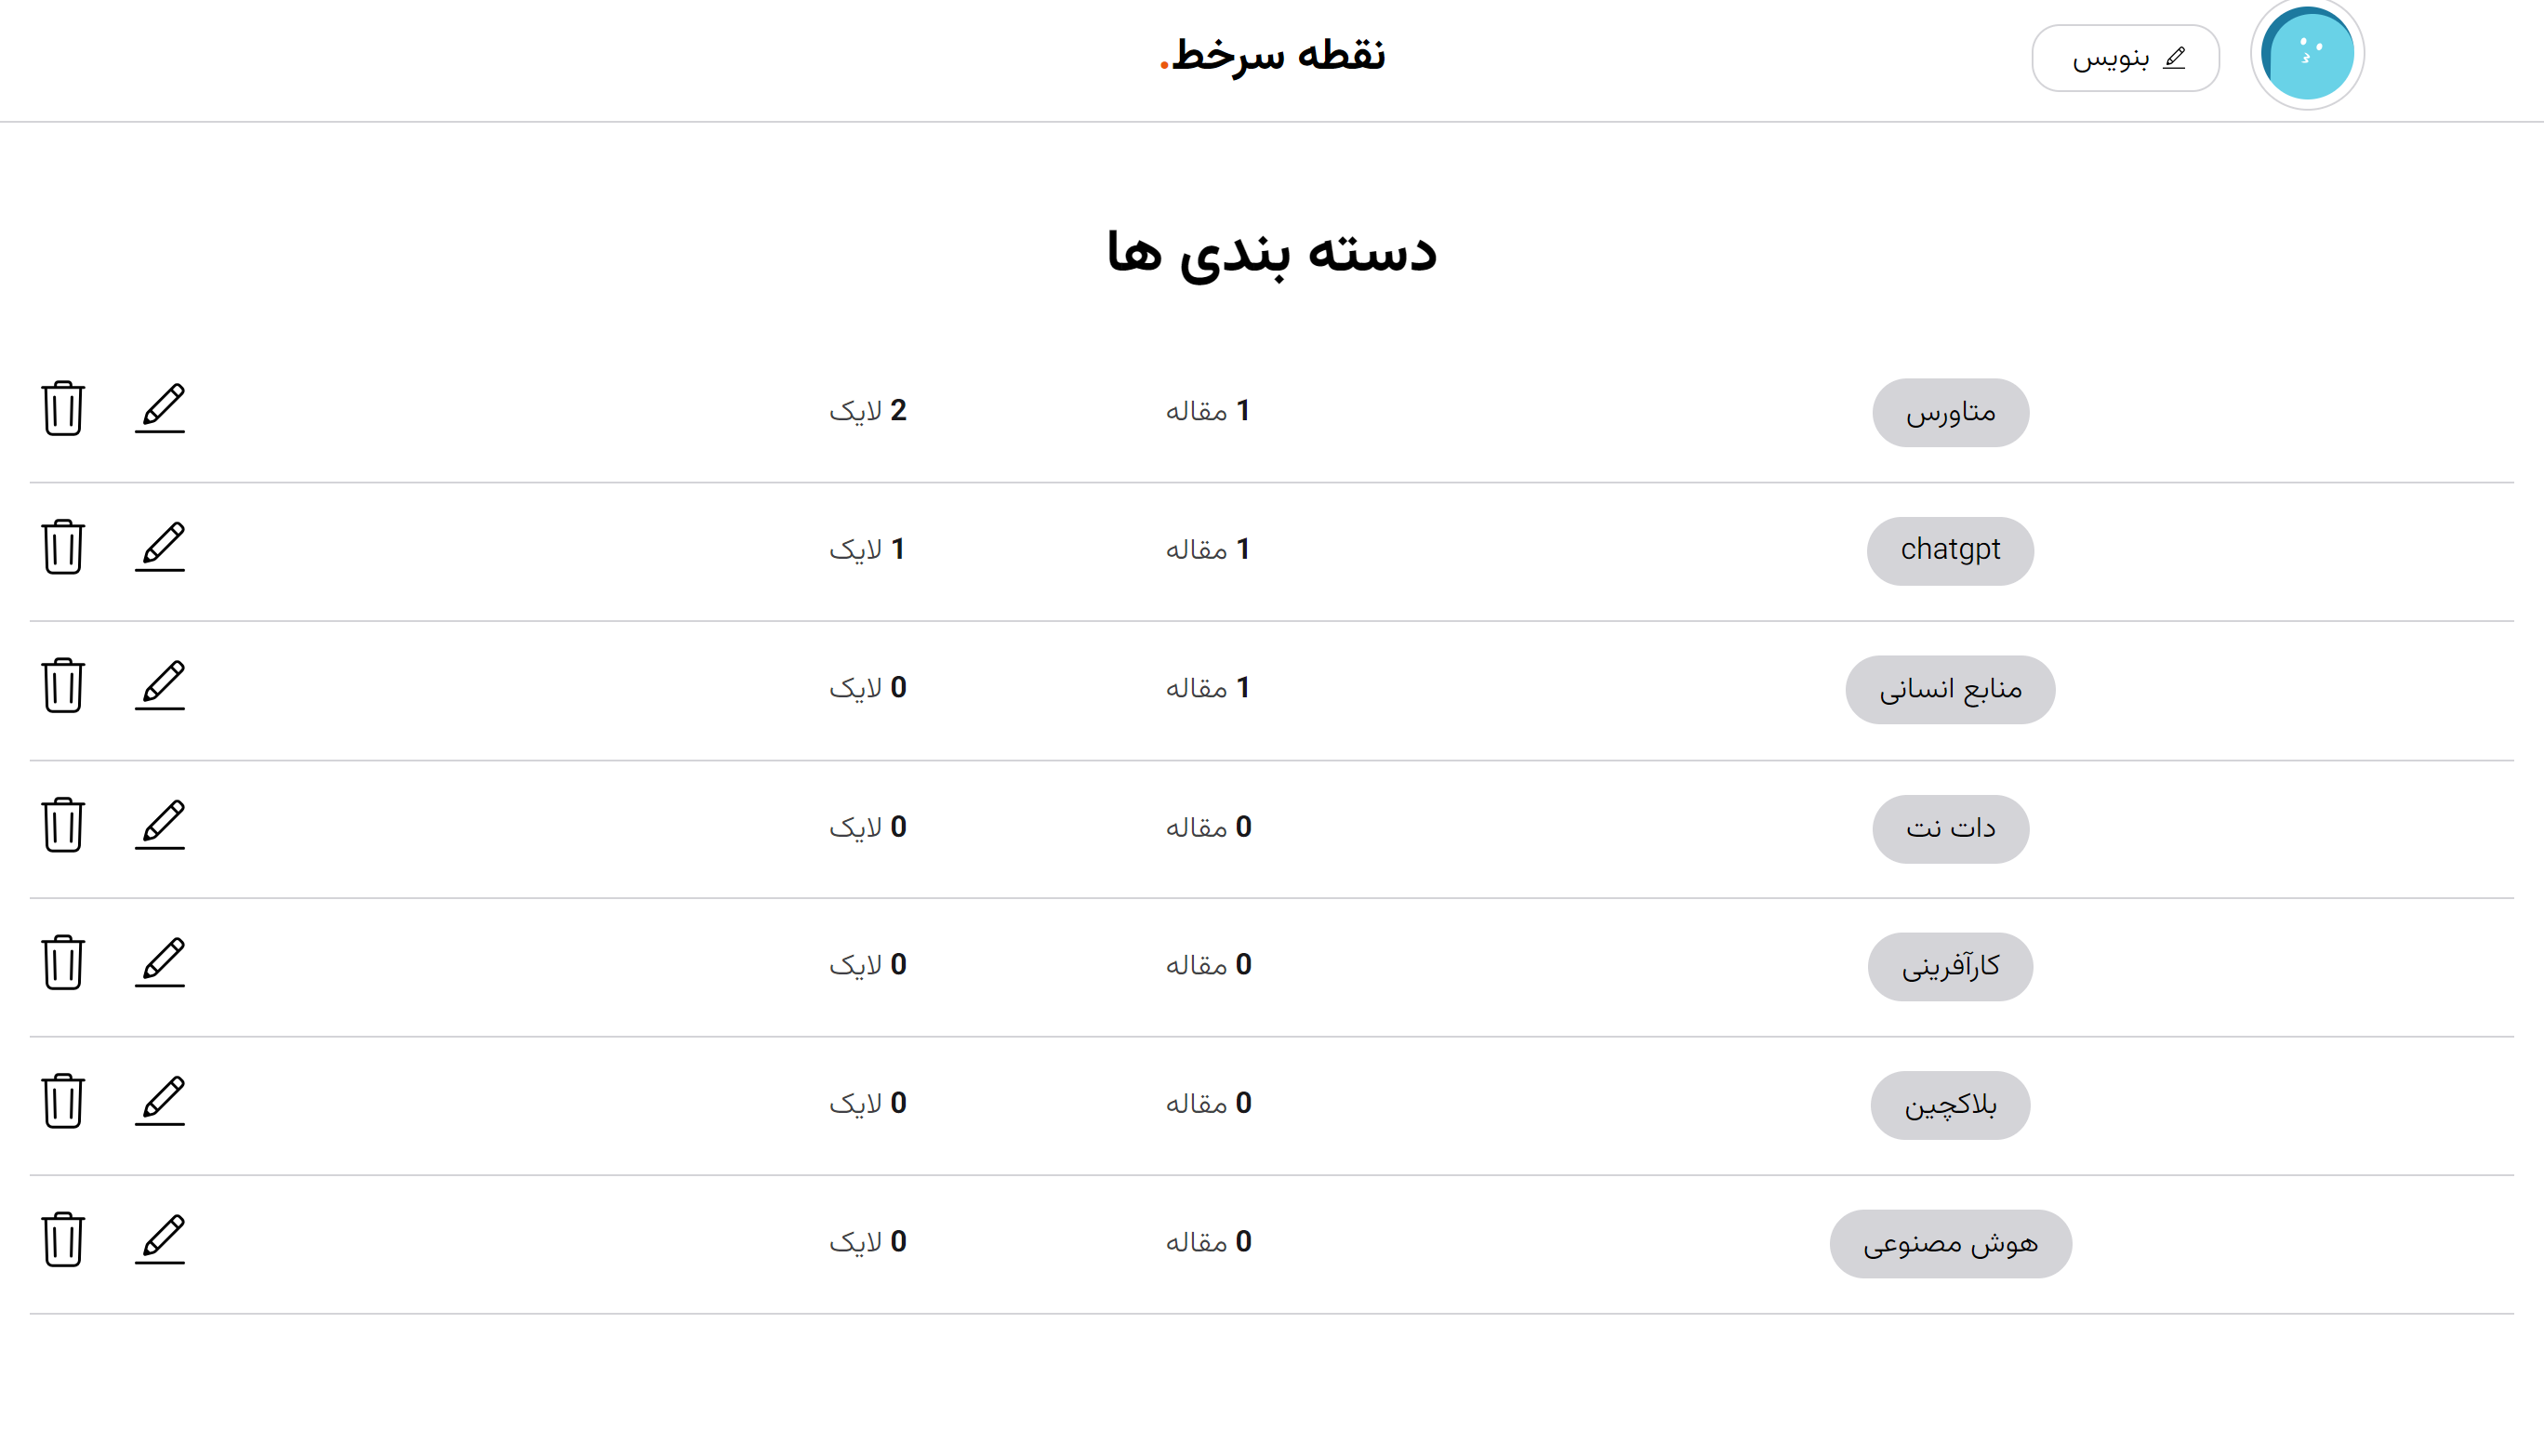 بنویس
نقطه سرخط.
دسته بندی ها
متاورس 1 مقاله 2 لایک
chatgpt 1 مقاله 1 لایک
منابع انسانی 1 مقاله 0 لایک
دات نت 0 مقاله 0 لایک
کارآفرینی 0 مقاله 0 لایک
بلاکچین 0 مقاله 0 لایک
هوش مصنوعی 0 مقاله 0 لایک